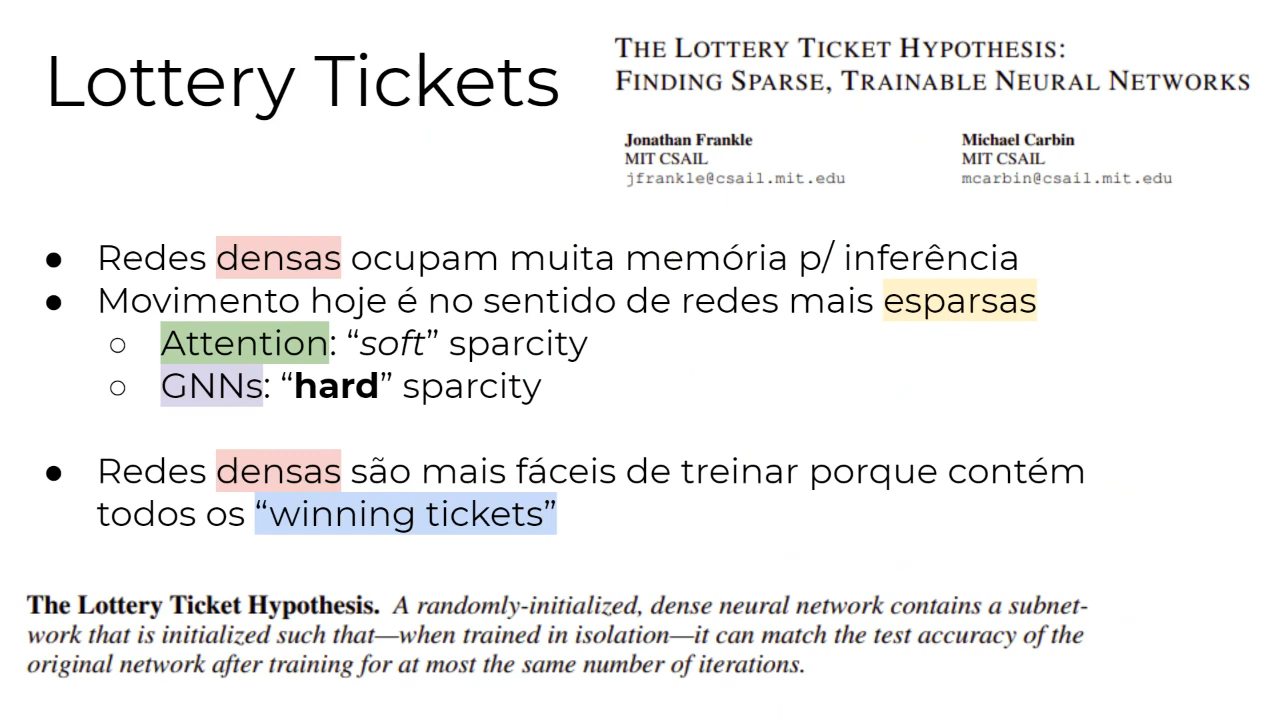 Lottery Tickets
THE LOTTERY TICKET HYPOTHESIS:
FINDING SPARSE, TRAINABLE NEURAL NETWORKS
Jonathan Frankle
MIT CSAIL
jfrankle@csail.mit.edu
Michael Carbin
MIT CSAIL
mcarbin@csail.mit.edu
● Redes densas ocupam muita memória p/ inferência
● Movimento hoje é no sentido de redes mais esparsas
○ Attention: “soft” sparcity
○ GNNs: “hard” sparcity
● Redes densas são mais fáceis de treinar porque contém
todos os “winning tickets”
The Lottery Ticket Hypothesis. A randomly-initialized, dense neural network contains a subnet-
work that is initialized such that—when trained in isolation—it can match the test accuracy of the
original network after training for at most the same number of iterations.